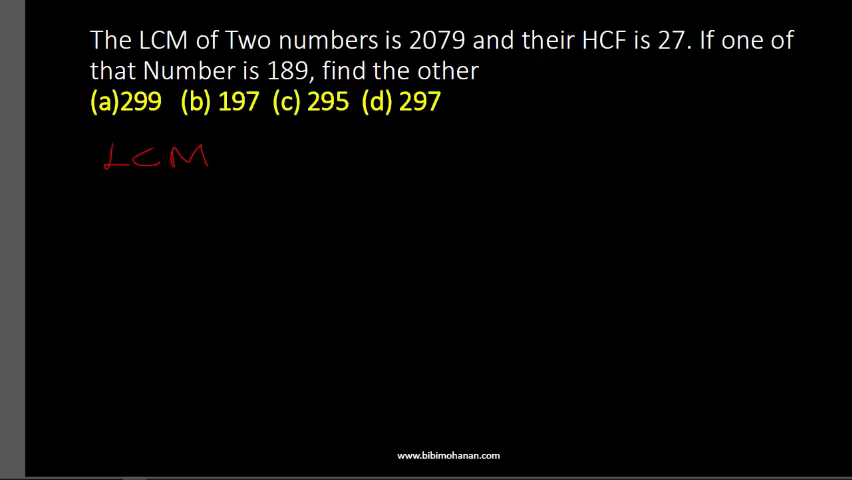 The LCM of Two numbers is 2079 and their HCF is 27. If one of
that Number is 189, find the other
(a)299 (b) 197 (c) 295 (d) 297
LCM
www.bibimohanan.com